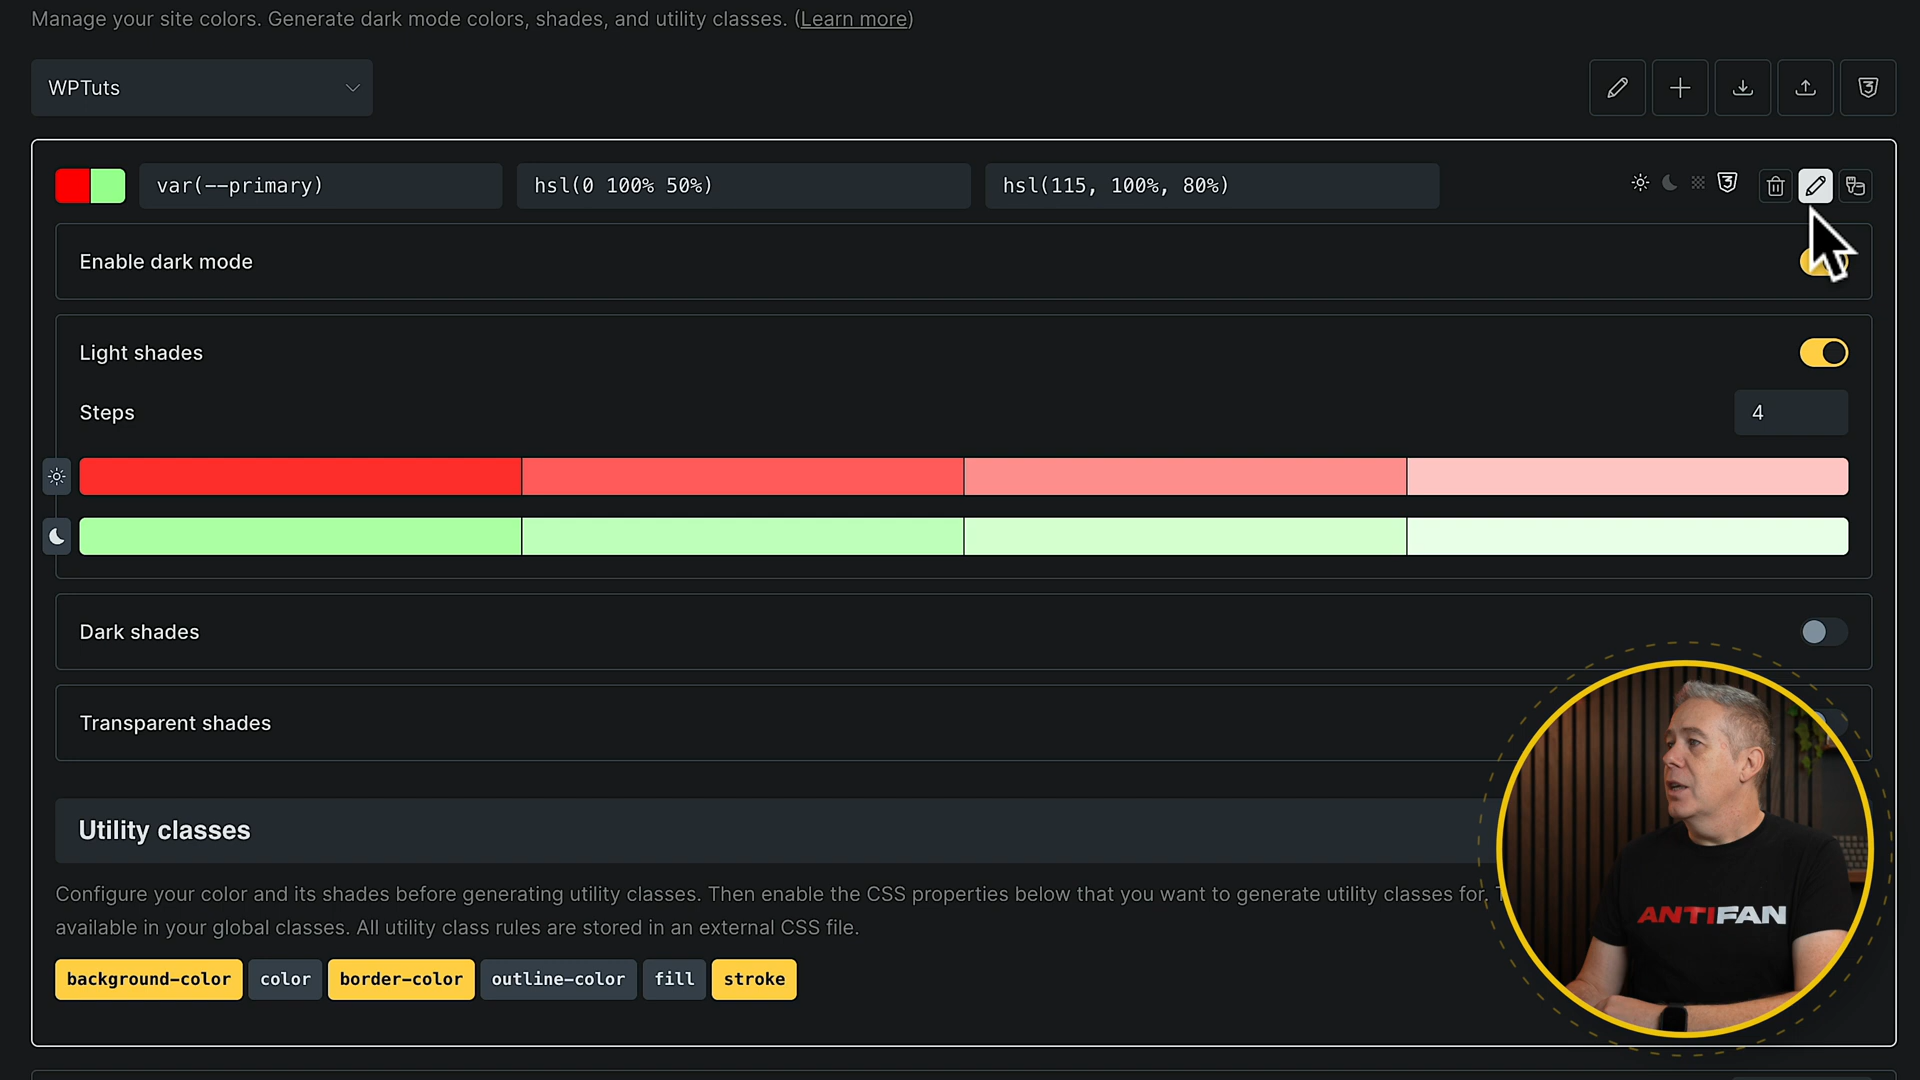 Manage your site colors. Generate dark mode colors, shades, and utility classes. (Learn more)
WPTuts
var(--primary)
hsl(0 100% 50%)
hsl(115, 100%, 80%)
Enable dark mode
Light shades
Steps
4
Dark shades
Transparent shades
Utility classes
Configure your color and its shades before generating utility classes. Then enable the CSS properties below that you want to generate utility classes for.
available in your global classes. All utility class rules are stored in an external CSS file.
background-color
color
border-color
outline-color
fill
stroke
ANTIFAN